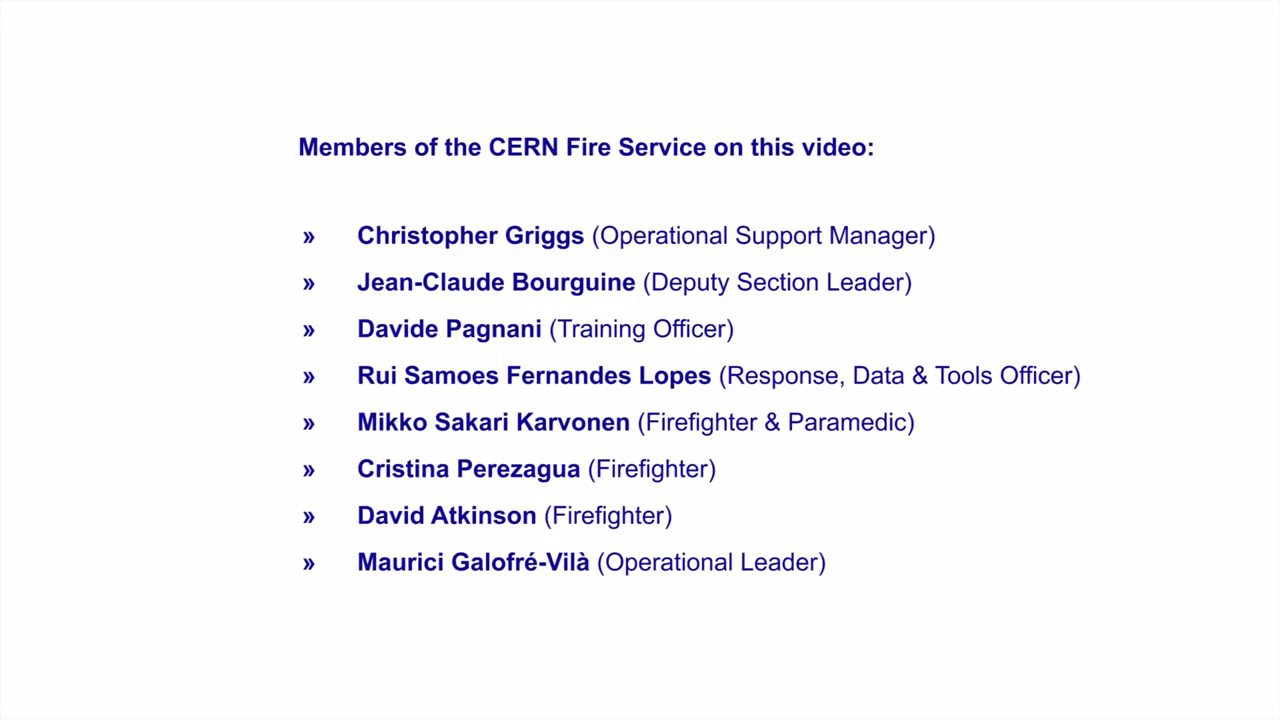 Members of the CERN Fire Service on this video:
» Christopher Griggs (Operational Support Manager)
» Jean-Claude Bourguine (Deputy Section Leader)
» Davide Pagnani (Training Officer)
» Rui Samoes Fernandes Lopes (Response, Data & Tools Officer)
» Mikko Sakari Karvonen (Firefighter & Paramedic)
» Cristina Perezagua (Firefighter)
» David Atkinson (Firefighter)
» Maurici Galofré-Vilà (Operational Leader)